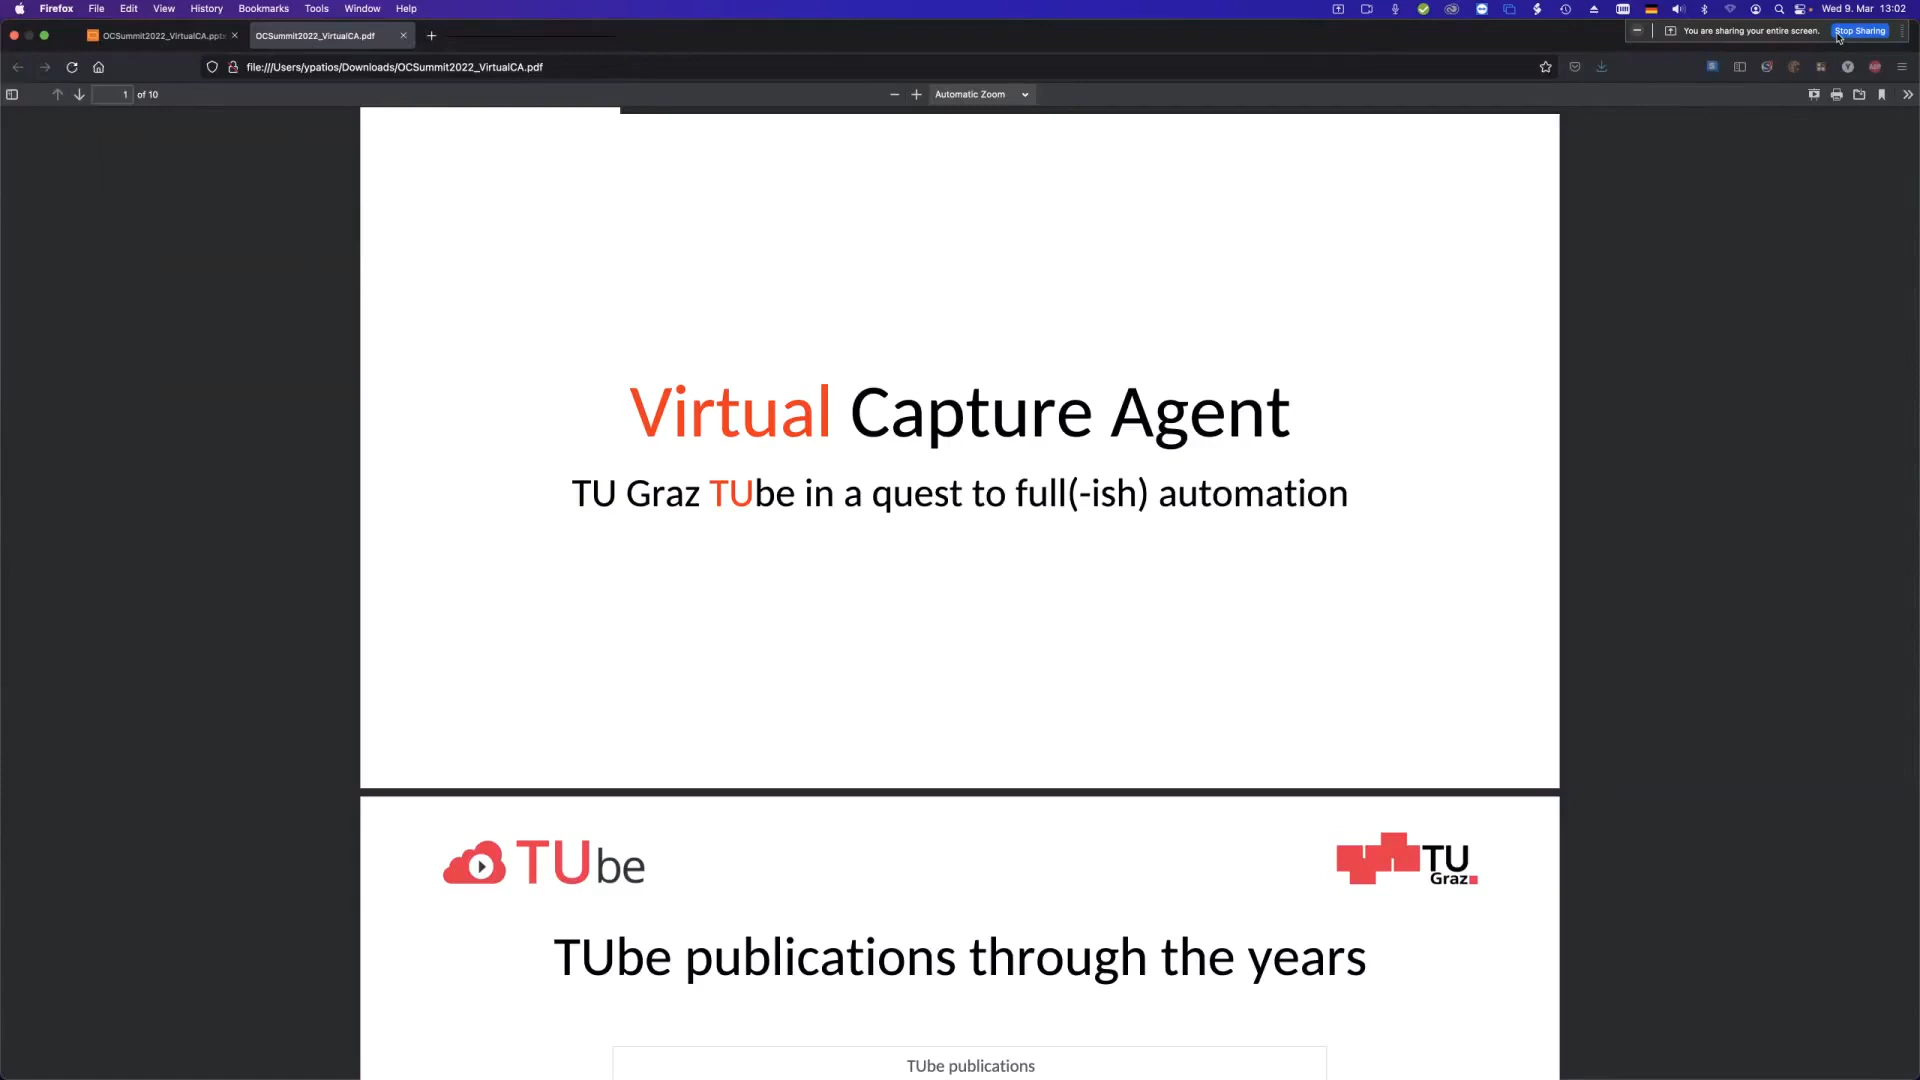 Firefox File Edit View History Bookmarks Tools Window Help
Wed 9. Mar 13:02
OCSummit2022_VirtualCA.pptx
OCSummit2022_VirtualCA.pdf
You are sharing your entire screen.
Stop Sharing
file:///Users/ypatios/Downloads/OCSummit2022_VirtualCA.pdf
1 of 10
Automatic Zoom
Virtual Capture Agent
TU Graz TUbe in a quest to full(-ish) automation
TUbe
TU
Graz
TUbe publications through the years
TUbe publications